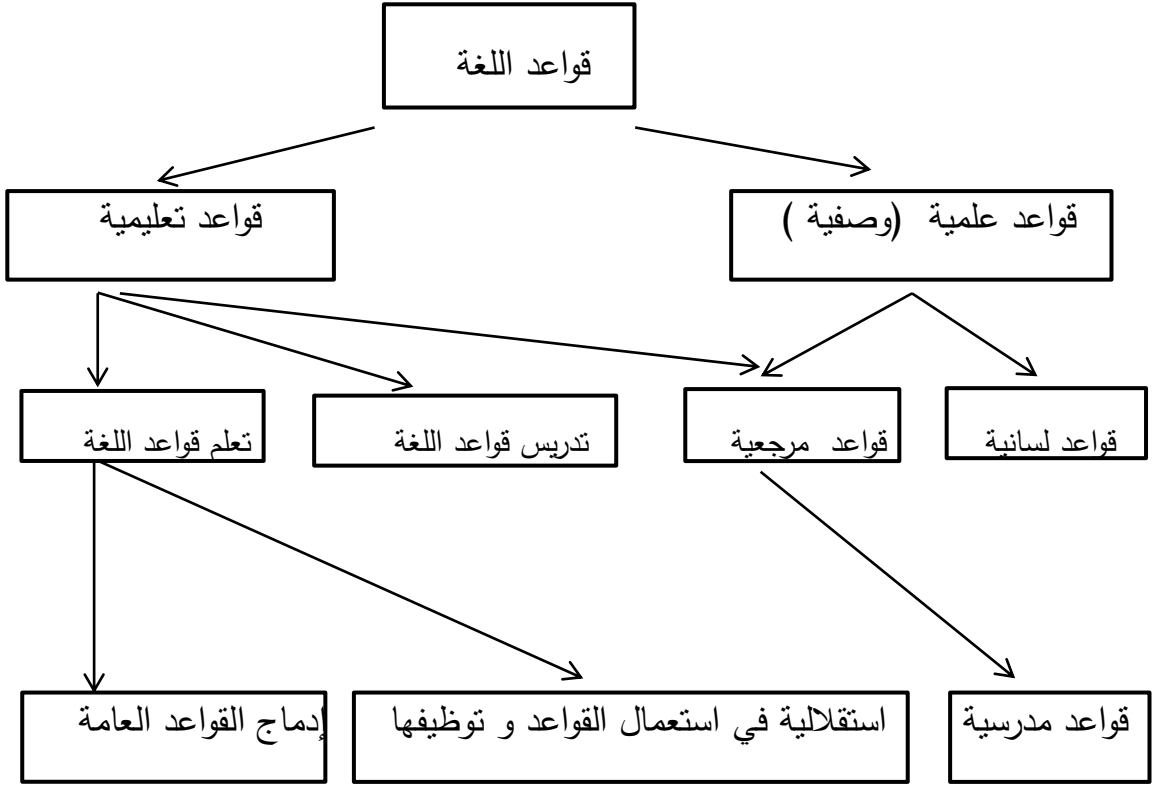 قواعد اللغة
قواعد علمية (وصفية )
قواعد تعليمية
قواعد لسانية
قواعد مرجعية
تدريس قواعد اللغة
تعلم قواعد اللغة
قواعد مدرسية
استقلالية في استعمال القواعد و توظيفها
إدماج القواعد العامة